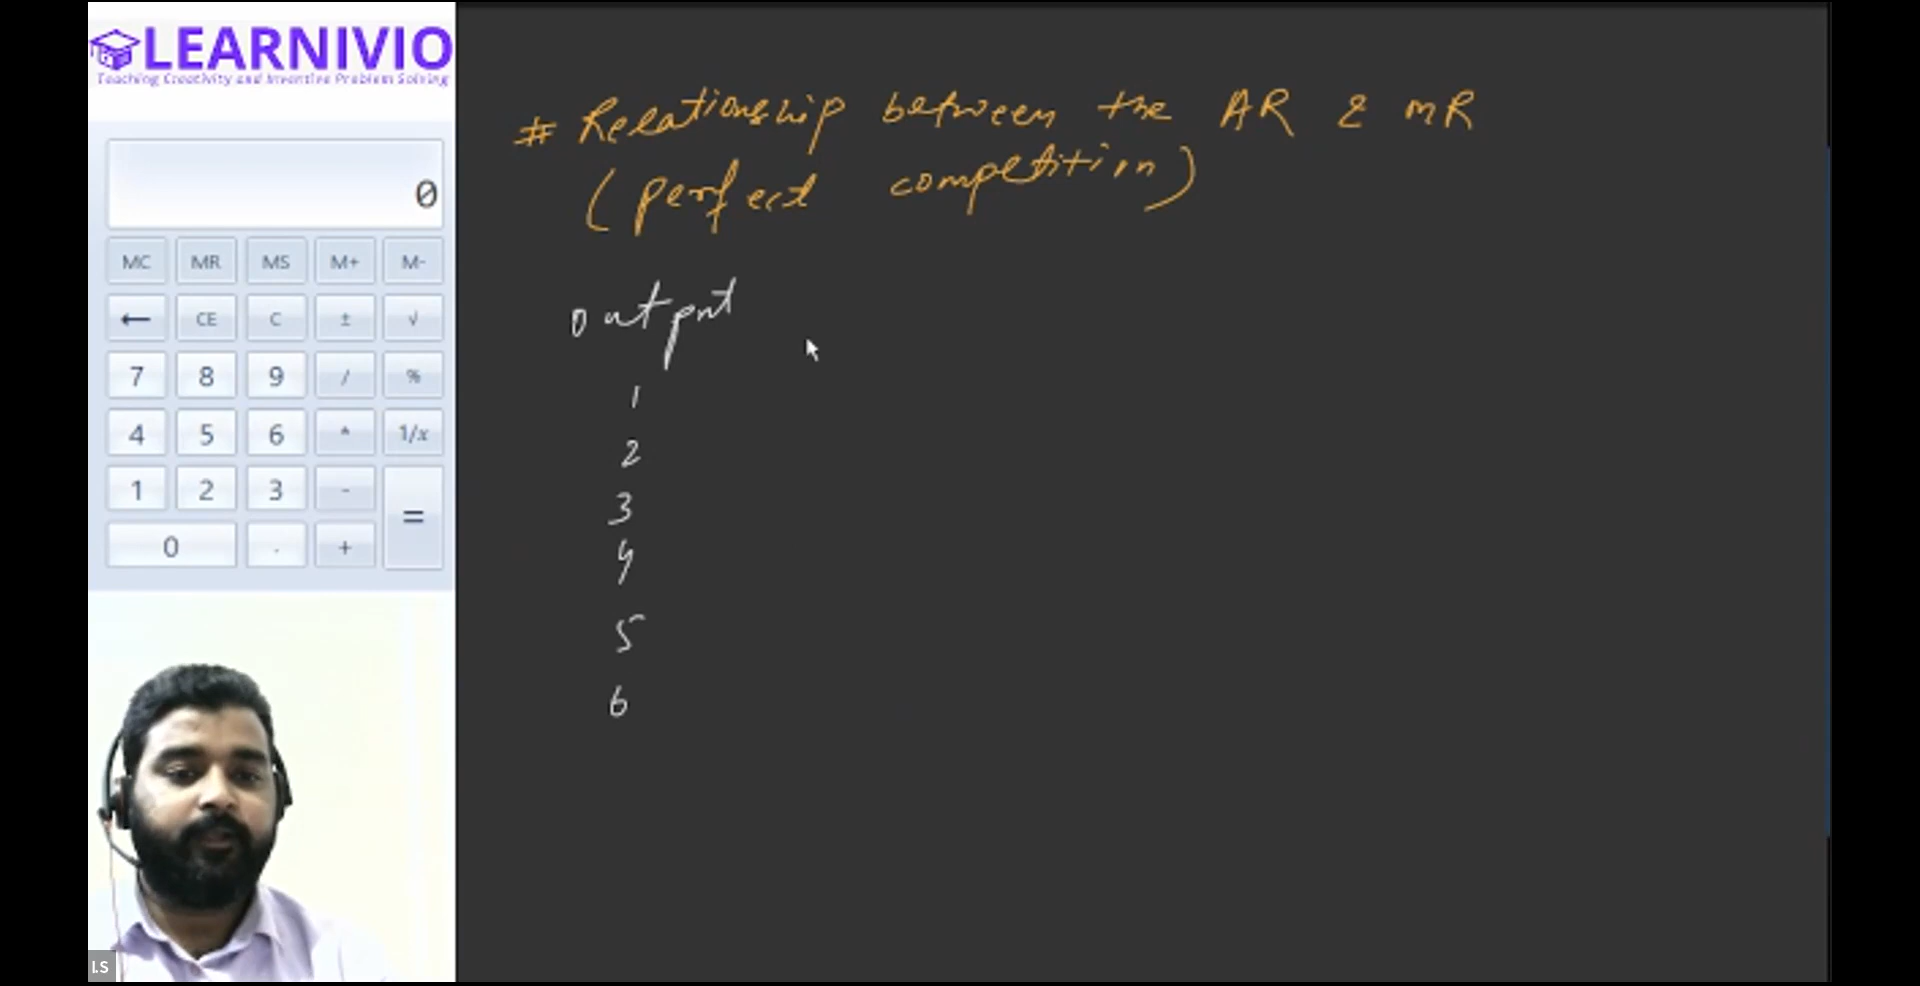 LEARNIVIO
Teaching Creativity and Inventive Problem Solving
0
MC MR MS M+ M-
← CE C ± √
7 8 9 / %
4 5 6 * 1/x
1 2 3 - =
0 . +
# Relationship between the AR & MR
(perfect competition)
output
1
2
3
4
5
6
I.S